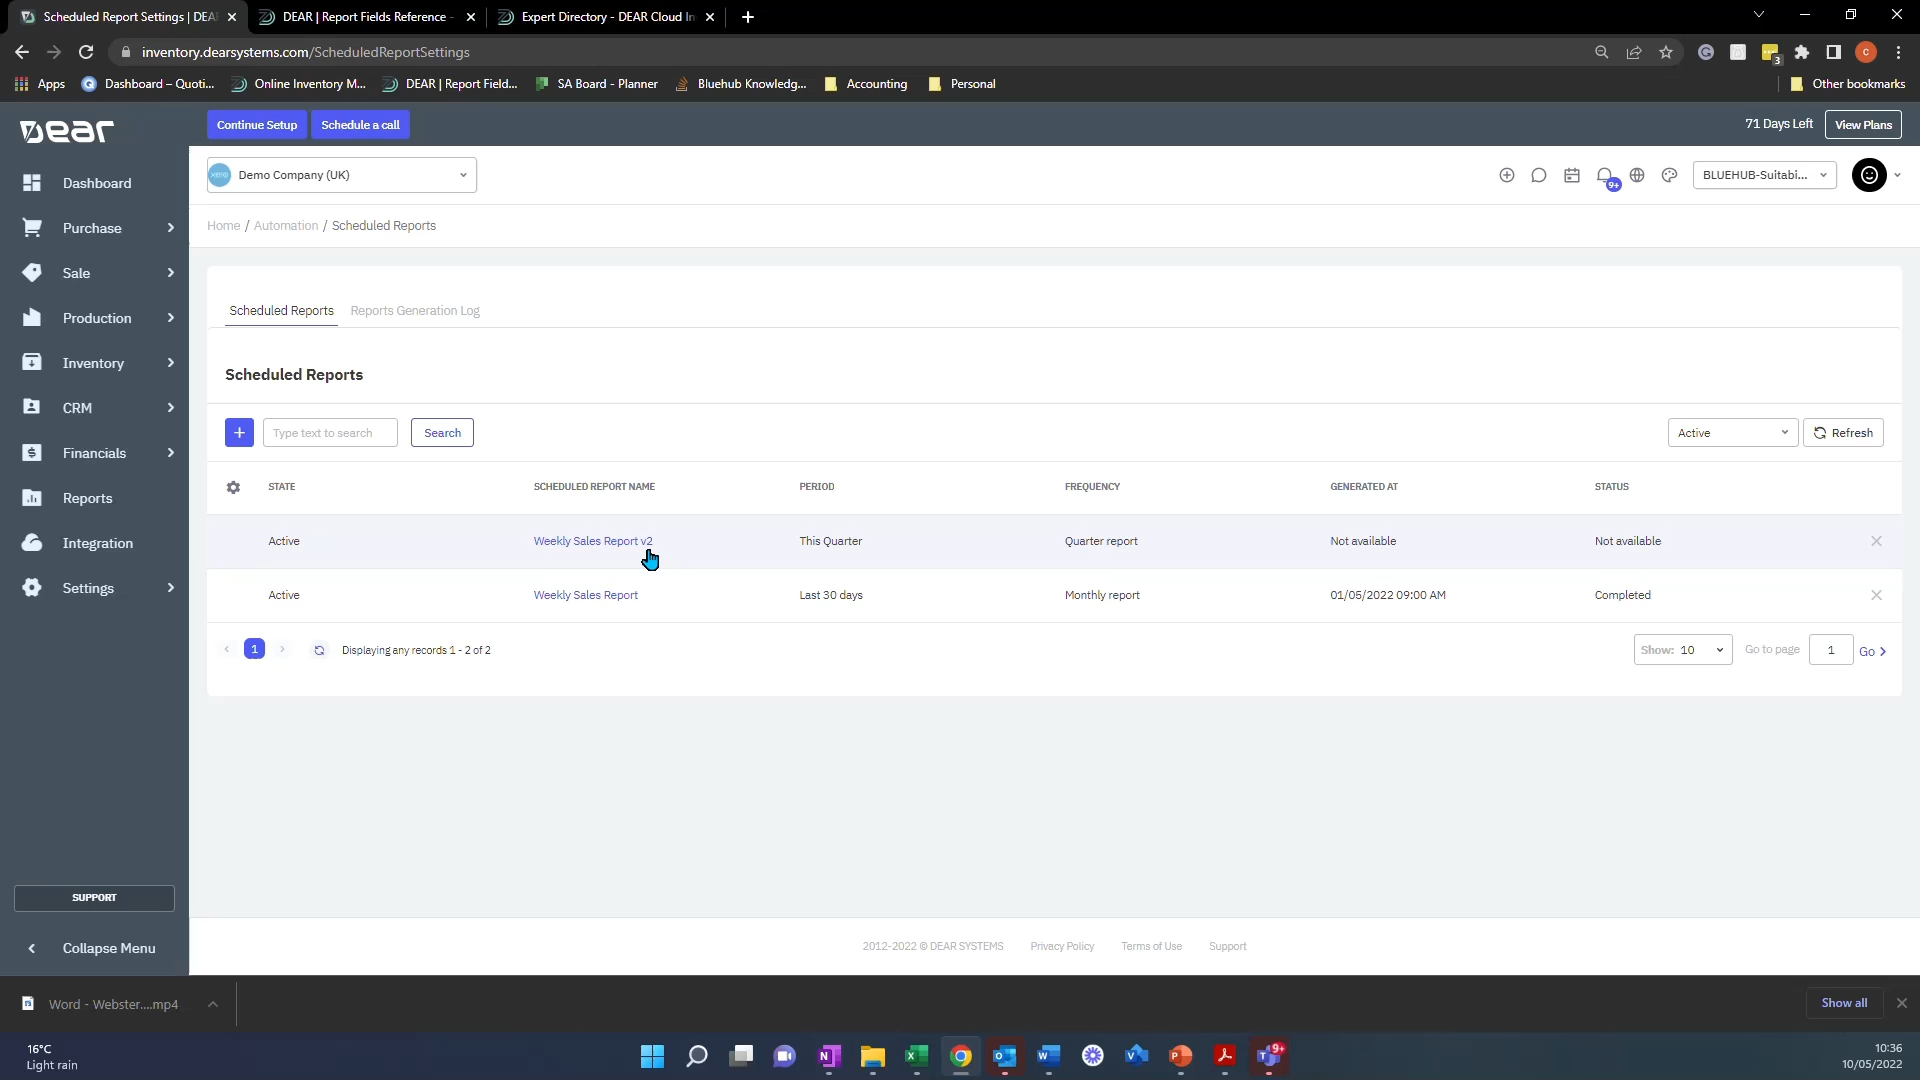 Scheduled Report Settings | DEA
DEAR | Report Fields Reference -
Expert Directory - DEAR Cloud In
inventory.dearsystems.com/ScheduledReportSettings
3
C
Apps
Dashboard – Quoti...
Online Inventory M...
DEAR | Report Field...
SA Board - Planner
Bluehub Knowledg...
Accounting
Personal
Other bookmarks
Dear
Continue Setup
Schedule a call
71 Days Left
View Plans
xero
Demo Company (UK)
9+
BLUEHUB-Suitabi...
Dashboard
Purchase
Sale
Production
Inventory
CRM
Financials
Reports
Integration
Settings
SUPPORT
Collapse Menu
Home / Automation / Scheduled Reports
Scheduled Reports
Reports Generation Log
Scheduled Reports
+
Type text to search
Search
Active
Refresh
STATE SCHEDULED REPORT NAME PERIOD FREQUENCY GENERATED AT STATUS
Active Weekly Sales Report v2 This Quarter Quarter report Not available Not available
Active Weekly Sales Report Last 30 days Monthly report 01/05/2022 09:00 AM Completed
1
Displaying any records 1 - 2 of 2
Show: 10
Go to page
1
Go
2012-2022 © DEAR SYSTEMS
Privacy Policy
Terms of Use
Support
Word - Webster....mp4
Show all
16°C
Light rain
9+
10:36
10/05/2022